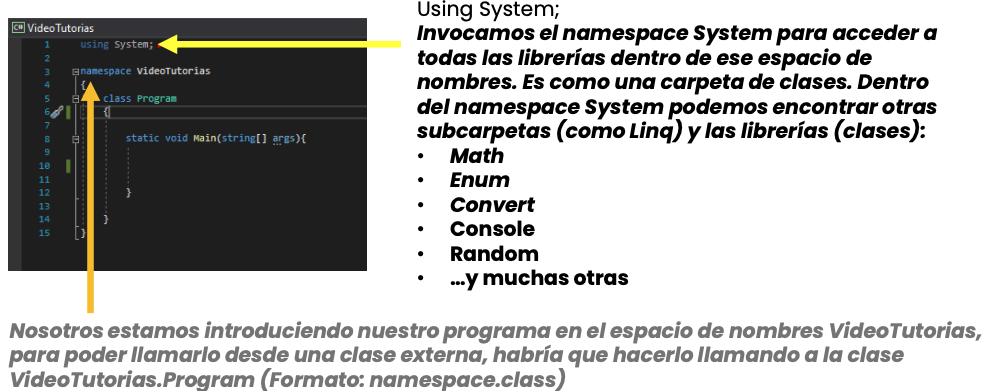 Using System;
Invocamos el namespace System para acceder a
todas las librerías dentro de ese espacio de
nombres. Es como una carpeta de clases. Dentro
del namespace System podemos encontrar otras
subcarpetas (como Linq) y las librerías (clases):
• Math
• Enum
• Convert
• Console
• Random
• …y muchas otras
C# VideoTutorias
1 using System;
2
3 namespace VideoTutorias
4 {
5 class Program
6 {
7
8 static void Main(string[] args){
9
10
11
12 }
13
14 }
15 }
Nosotros estamos introduciendo nuestro programa en el espacio de nombres VideoTutorias,
para poder llamarlo desde una clase externa, habría que hacerlo llamando a la clase
VideoTutorias.Program (Formato: namespace.class)